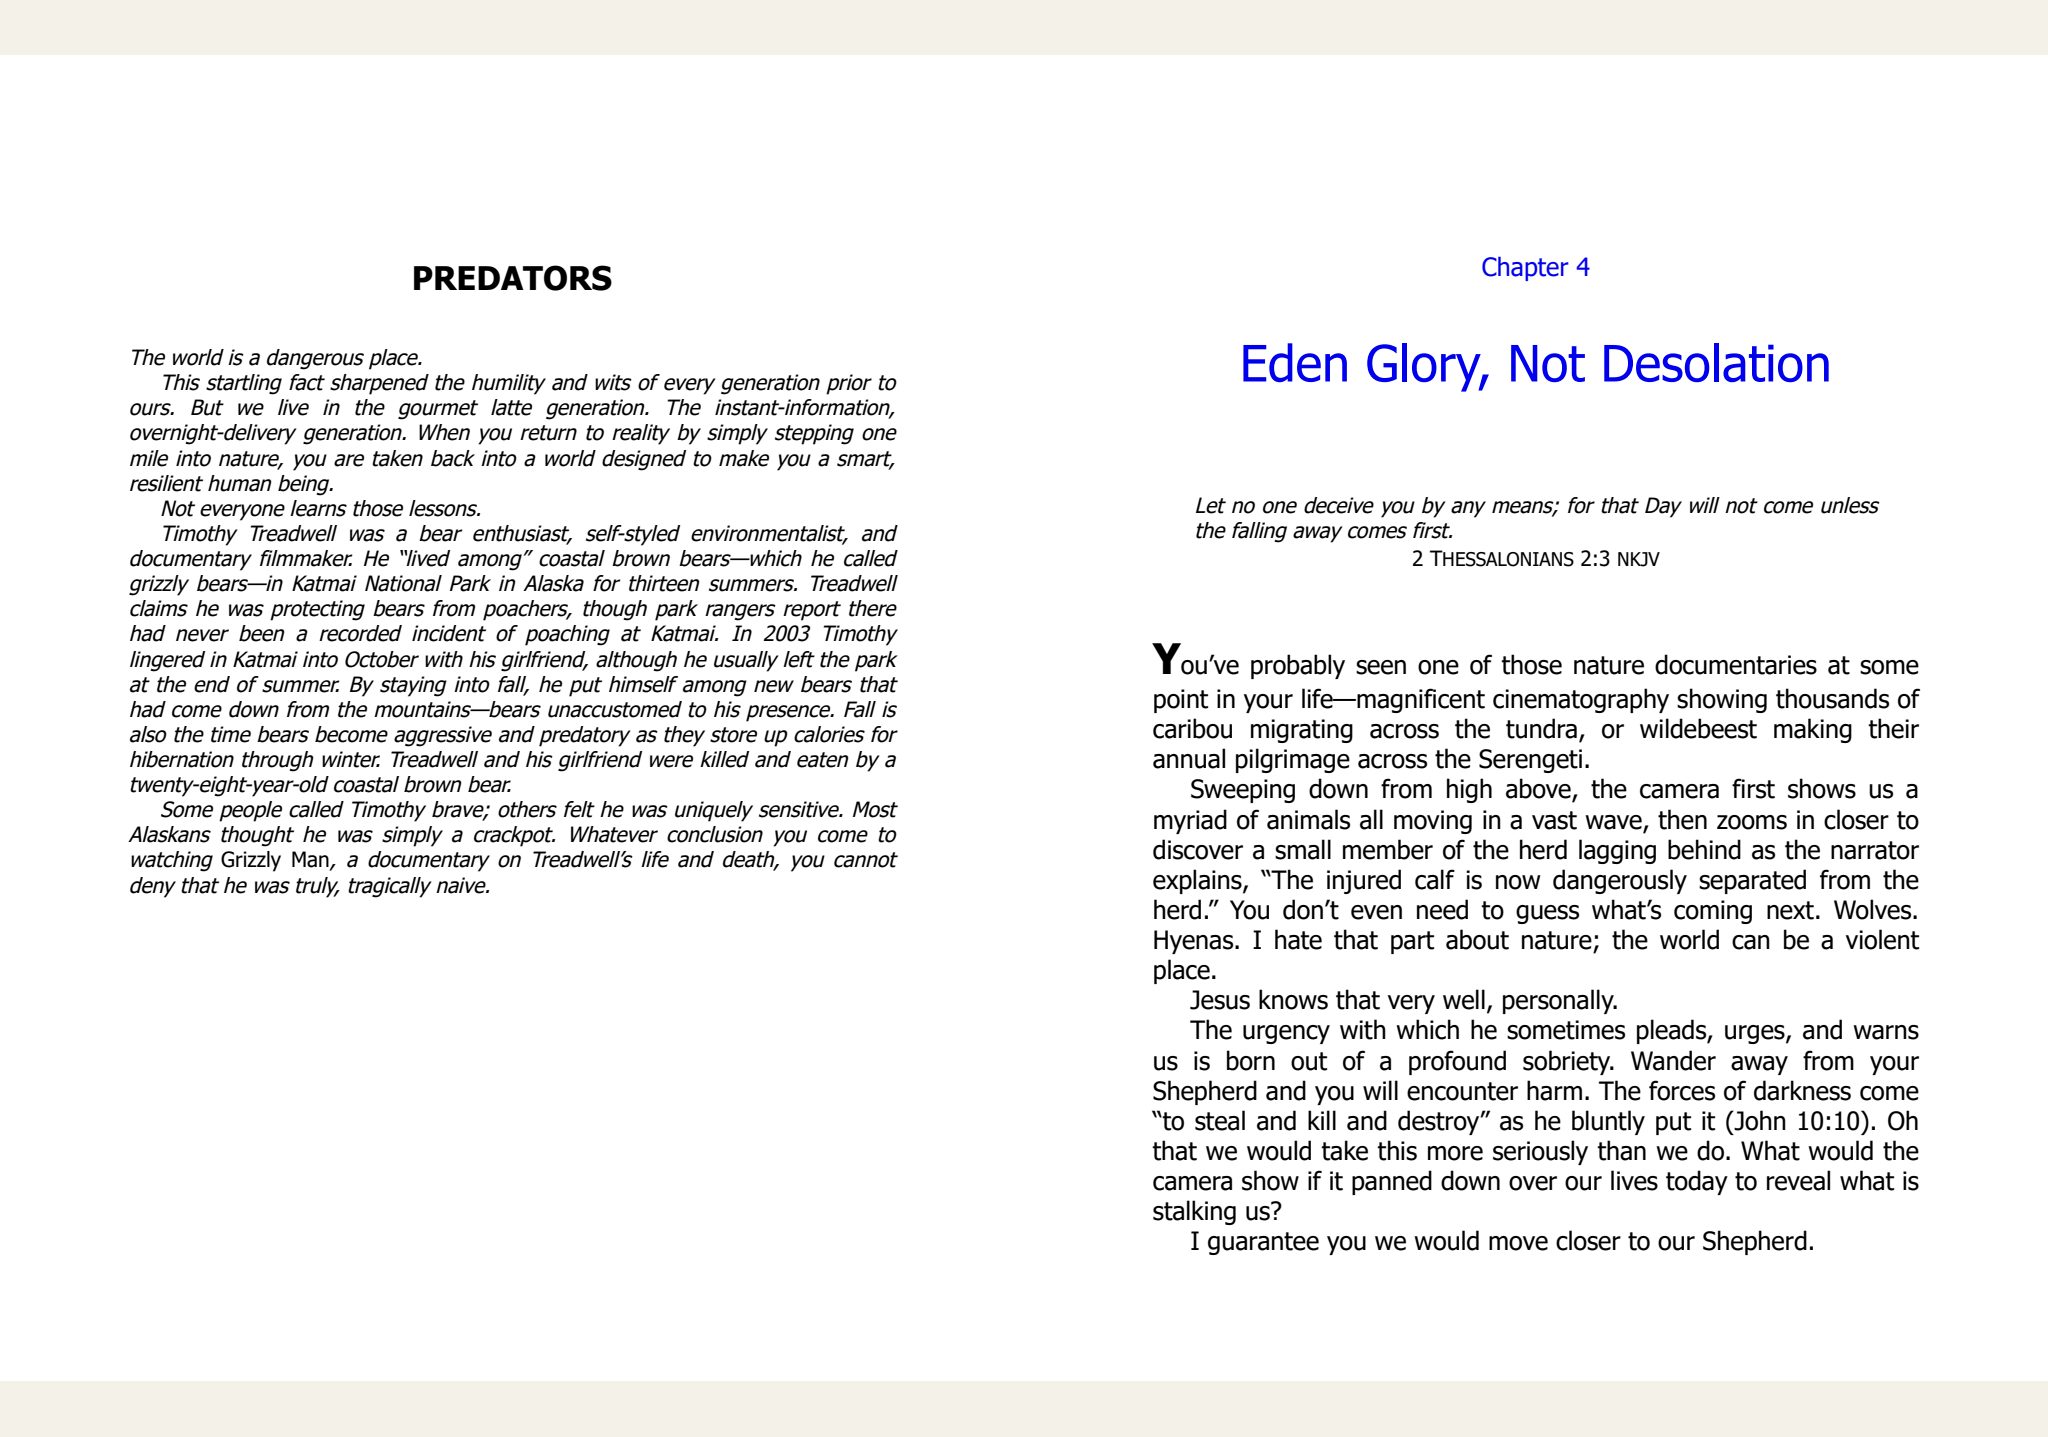 PREDATORS
The world is a dangerous place.
This startling fact sharpened the humility and wits of every generation prior to
ours. But we live in the gourmet latte generation. The instant-information,
overnight-delivery generation. When you return to reality by simply stepping one
mile into nature, you are taken back into a world designed to make you a smart,
resilient human being.
Not everyone learns those lessons.
Timothy Treadwell was a bear enthusiast, self-styled environmentalist, and
documentary filmmaker. He “lived among” coastal brown bears—which he called
grizzly bears—in Katmai National Park in Alaska for thirteen summers. Treadwell
claims he was protecting bears from poachers, though park rangers report there
had never been a recorded incident of poaching at Katmai. In 2003 Timothy
lingered in Katmai into October with his girlfriend, although he usually left the park
at the end of summer. By staying into fall, he put himself among new bears that
had come down from the mountains—bears unaccustomed to his presence. Fall is
also the time bears become aggressive and predatory as they store up calories for
hibernation through winter. Treadwell and his girlfriend were killed and eaten by a
twenty-eight-year-old coastal brown bear.
Some people called Timothy brave; others felt he was uniquely sensitive. Most
Alaskans thought he was simply a crackpot. Whatever conclusion you come to
watching Grizzly Man, a documentary on Treadwell’s life and death, you cannot
deny that he was truly, tragically naive.
Chapter 4
Eden Glory, Not Desolation
Let no one deceive you by any means; for that Day will not come unless
the falling away comes first.
2 THESSALONIANS 2:3 NKJV
You’ve probably seen one of those nature documentaries at some
point in your life—magnificent cinematography showing thousands of
caribou migrating across the tundra, or wildebeest making their
annual pilgrimage across the Serengeti.
Sweeping down from high above, the camera first shows us a
myriad of animals all moving in a vast wave, then zooms in closer to
discover a small member of the herd lagging behind as the narrator
explains, “The injured calf is now dangerously separated from the
herd.” You don’t even need to guess what’s coming next. Wolves.
Hyenas. I hate that part about nature; the world can be a violent
place.
Jesus knows that very well, personally.
The urgency with which he sometimes pleads, urges, and warns
us is born out of a profound sobriety. Wander away from your
Shepherd and you will encounter harm. The forces of darkness come
“to steal and kill and destroy” as he bluntly put it (John 10:10). Oh
that we would take this more seriously than we do. What would the
camera show if it panned down over our lives today to reveal what is
stalking us?
I guarantee you we would move closer to our Shepherd.